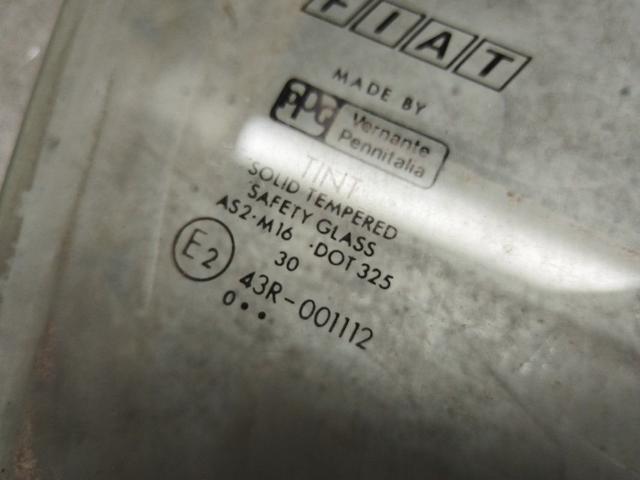 FIAT
MADE BY
PPG Vernante
Pennitalia
TINT
SOLID TEMPERED
SAFETY GLASS
AS2-M16 ·DOT 325
30
E2 43R-001112
0••